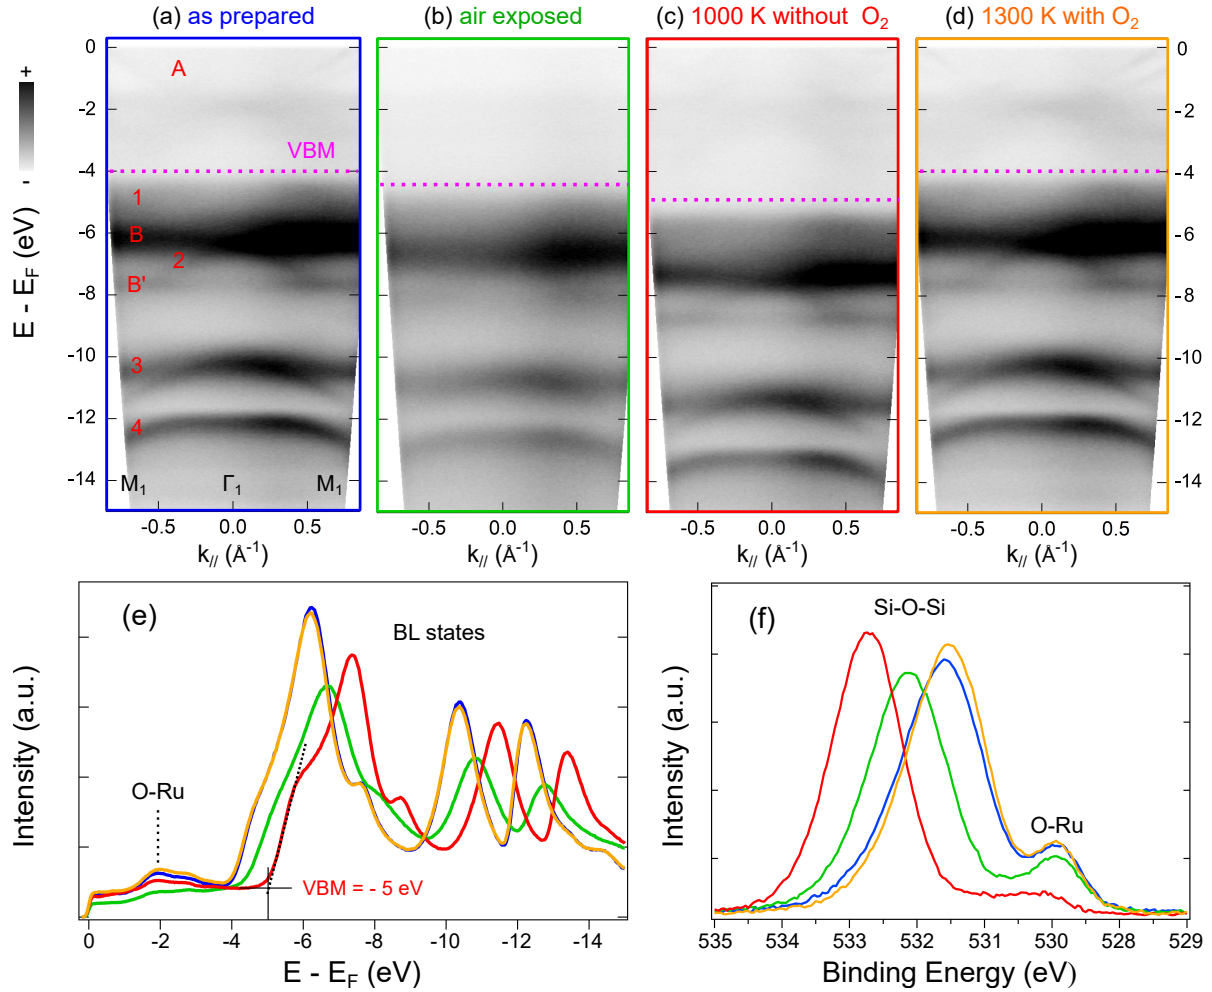 (a) as prepared
(b) air exposed
(c) 1000 K without O2
(d) 1300 K with O2
E - EF (eV)
- +
0
-2
-4
-6
-8
-10
-12
-14
A
VBM
1
B
2
B'
3
4
M1 Γ1 M1
0
-2
-4
-6
-8
-10
-12
-14
-0.5 0.0 0.5
-0.5 0.0 0.5
-0.5 0.0 0.5
-0.5 0.0 0.5
k// (Å-1)
k// (Å-1)
k// (Å-1)
k// (Å-1)
(e)
BL states
O-Ru
VBM = - 5 eV
Intensity (a.u.)
0 -2 -4 -6 -8 -10 -12 -14
E - EF (eV)
(f)
Si-O-Si
O-Ru
Intensity (a.u.)
535 534 533 532 531 530 529
Binding Energy (eV)